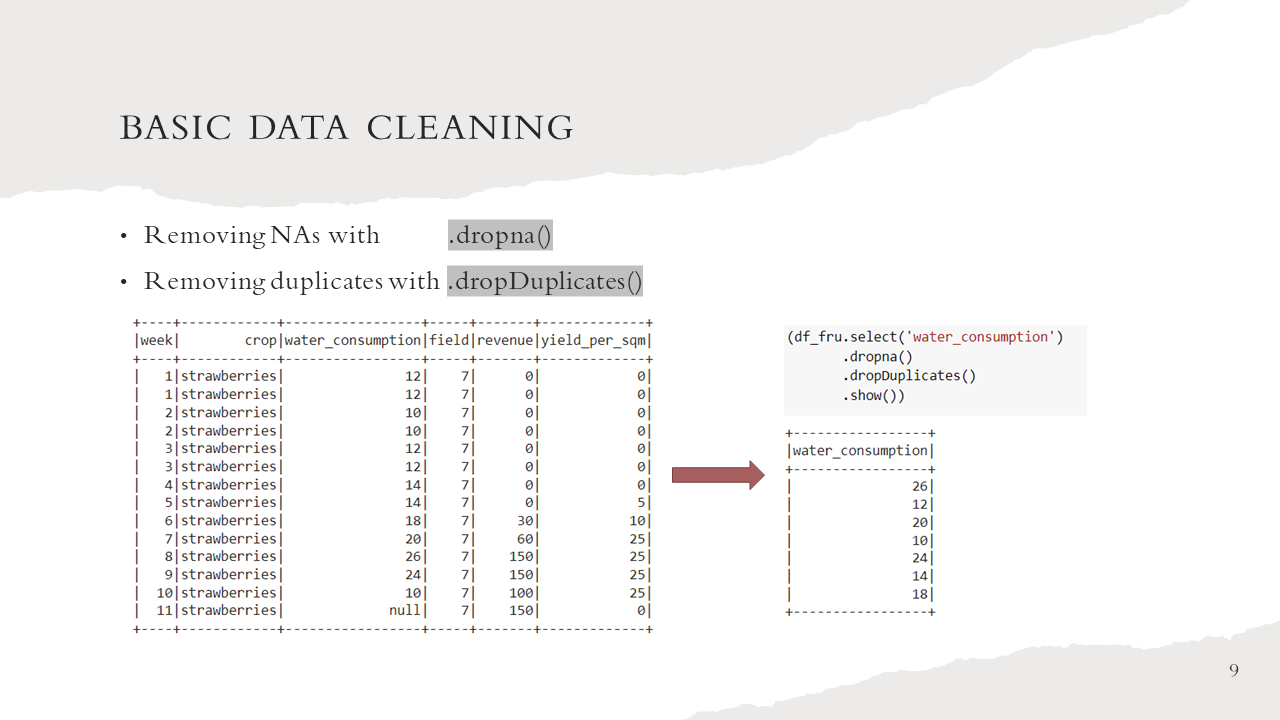 BASIC DATA CLEANING
• Removing NAs with .dropna()
• Removing duplicates with .dropDuplicates()
+----+------------+-----------------+-----+-------+-------------+
|week|        crop|water_consumption|field|revenue|yield_per_sqm|
+----+------------+-----------------+-----+-------+-------------+
|   1|strawberries|               12|    7|      0|            0|
|   1|strawberries|               12|    7|      0|            0|
|   2|strawberries|               10|    7|      0|            0|
|   2|strawberries|               10|    7|      0|            0|
|   3|strawberries|               12|    7|      0|            0|
|   3|strawberries|               12|    7|      0|            0|
|   4|strawberries|               14|    7|      0|            0|
|   5|strawberries|               14|    7|      0|            5|
|   6|strawberries|               18|    7|     30|           10|
|   7|strawberries|               20|    7|     60|           25|
|   8|strawberries|               26|    7|    150|           25|
|   9|strawberries|               24|    7|    150|           25|
|  10|strawberries|               10|    7|    100|           25|
|  11|strawberries|             null|    7|    150|            0|
+----+------------+-----------------+-----+-------+-------------+
(df_fru.select('water_consumption')
       .dropna()
       .dropDuplicates()
       .show())
+-----------------+
|water_consumption|
+-----------------+
|               26|
|               12|
|               20|
|               10|
|               24|
|               14|
|               18|
+-----------------+
9